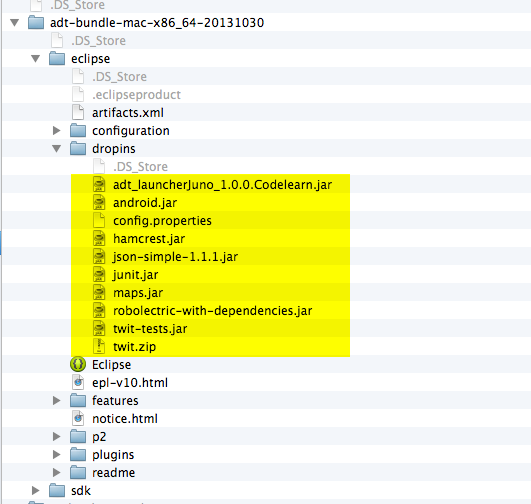 .DS_Store
adt-bundle-mac-x86_64-20131030
.DS_Store
eclipse
.DS_Store
.eclipseproduct
artifacts.xml
configuration
dropins
.DS_Store
adt_launcherJuno_1.0.0.Codelearn.jar
android.jar
config.properties
hamcrest.jar
json-simple-1.1.1.jar
junit.jar
maps.jar
robolectric-with-dependencies.jar
twit-tests.jar
twit.zip
Eclipse
epl-v10.html
features
notice.html
p2
plugins
readme
sdk